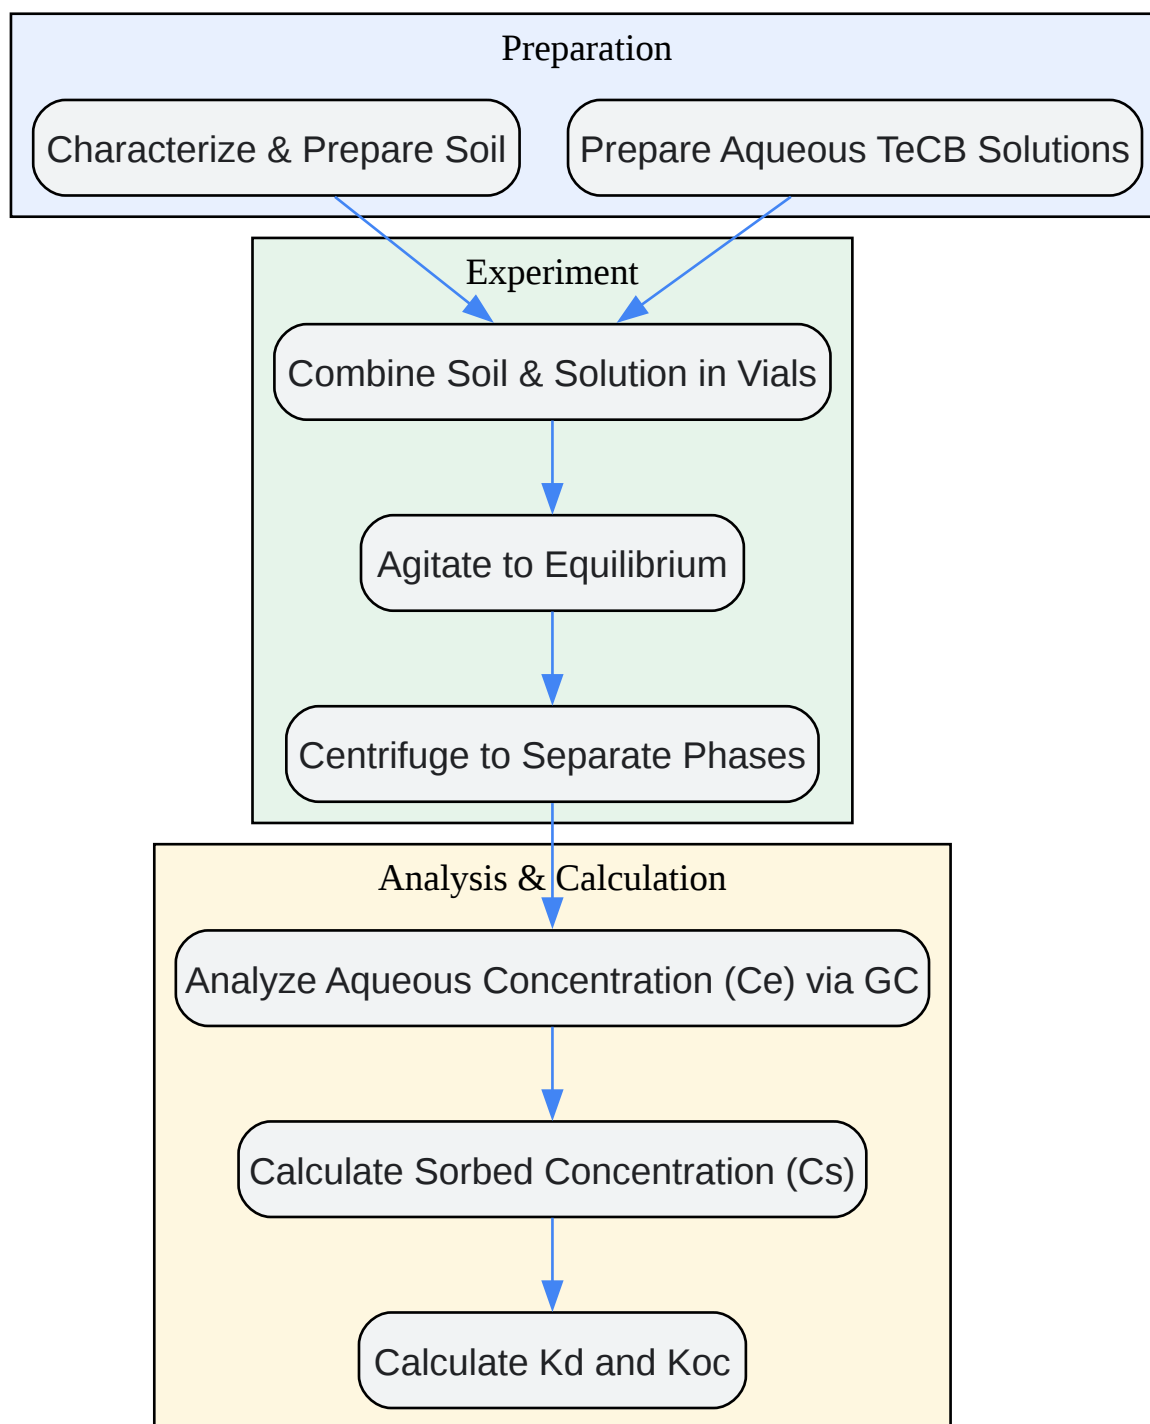 Preparation
Characterize & Prepare Soil
Prepare Aqueous TeCB Solutions
Experiment
Combine Soil & Solution in Vials
Agitate to Equilibrium
Centrifuge to Separate Phases
Analysis & Calculation
Analyze Aqueous Concentration (Ce) via GC
Calculate Sorbed Concentration (Cs)
Calculate Kd and Koc